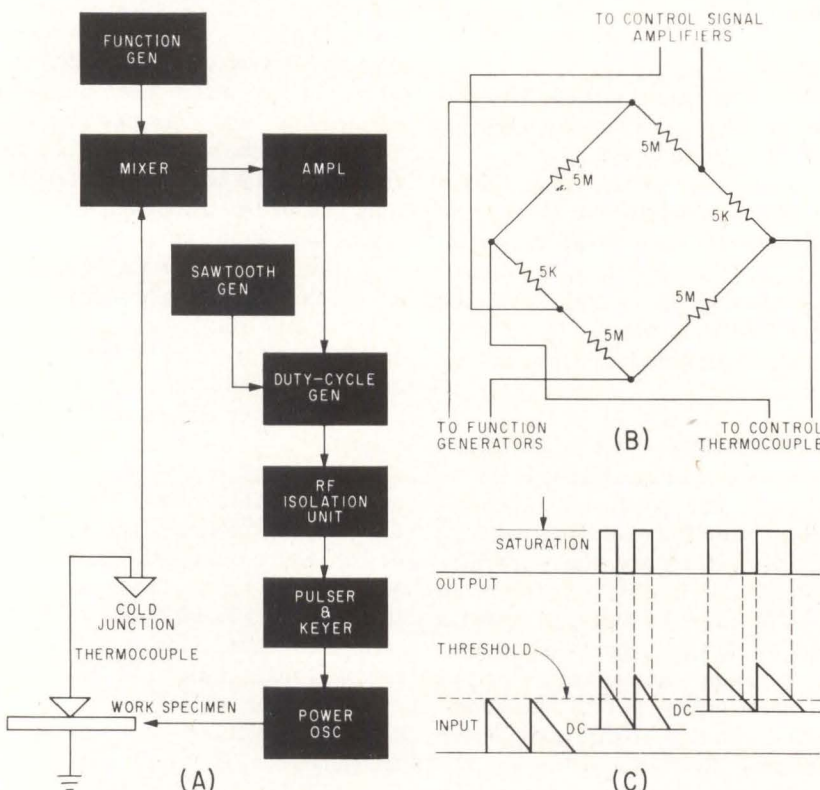 FUNCTION
GEN
MIXER
AMPL
SAWTOOTH
GEN
DUTY-CYCLE
GEN
RF
ISOLATION
UNIT
PULSER
&
KEYER
POWER
OSC
COLD
JUNCTION
THERMOCOUPLE
WORK SPECIMEN
(A)
TO CONTROL SIGNAL
AMPLIFIERS
5M
5M
5K
5K
5M
5M
TO FUNCTION
GENERATORS
(B)
TO CONTROL
THERMOCOUPLE
SATURATION
OUTPUT
THRESHOLD
INPUT
DC
DC
(C)